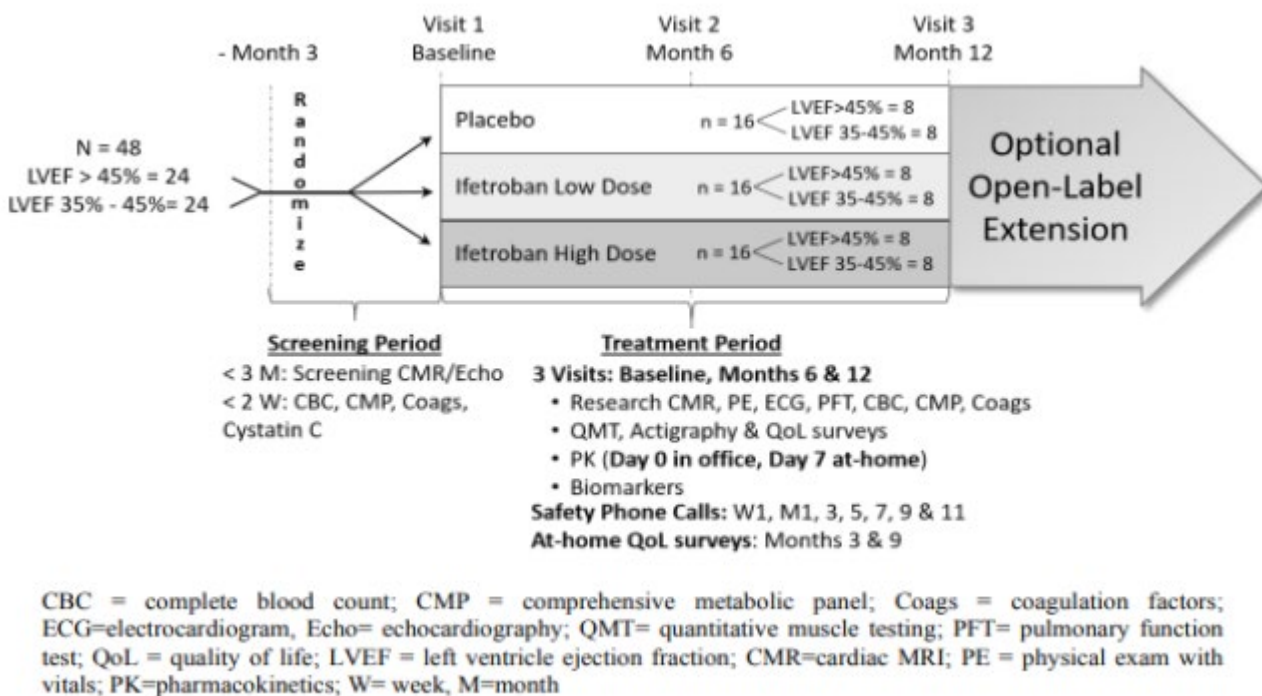 Visit 1
Baseline
Visit 2
Month 6
Visit 3
Month 12
- Month 3
Randomize
N = 48
LVEF > 45% = 24
LVEF 35% - 45%= 24
Placebo
n = 16
LVEF>45% = 8
LVEF 35-45% = 8
Ifetroban Low Dose
n = 16
LVEF>45% = 8
LVEF 35-45% = 8
Ifetroban High Dose
n = 16
LVEF>45% = 8
LVEF 35-45% = 8
Optional
Open-Label
Extension
Screening Period
< 3 M: Screening CMR/Echo
< 2 W: CBC, CMP, Coags,
Cystatin C
Treatment Period
3 Visits: Baseline, Months 6 & 12
• Research CMR, PE, ECG, PFT, CBC, CMP, Coags
• QMT, Actigraphy & QoL surveys
• PK (Day 0 in office, Day 7 at-home)
• Biomarkers
Safety Phone Calls: W1, M1, 3, 5, 7, 9 & 11
At-home QoL surveys: Months 3 & 9
CBC = complete blood count; CMP = comprehensive metabolic panel; Coags = coagulation factors;
ECG=electrocardiogram, Echo= echocardiography; QMT= quantitative muscle testing; PFT= pulmonary function
test; QoL = quality of life; LVEF = left ventricle ejection fraction; CMR=cardiac MRI; PE = physical exam with
vitals; PK=pharmacokinetics; W= week, M=month